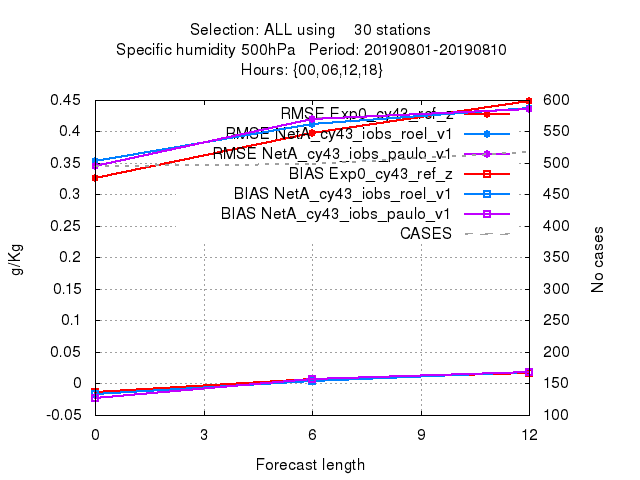 Selection: ALL using    30 stations
Specific humidity 500hPa   Period: 20190801-20190810
Hours: {00,06,12,18}
0.45
0.4
0.35
0.3
0.25
0.2
0.15
0.1
0.05
0
-0.05
g/Kg
RMSE Exp0_cy43_ref_z
RMSE NetA_cy43_iobs_roel_v1
RMSE NetA_cy43_iobs_paulo_v1
BIAS Exp0_cy43_ref_z
BIAS NetA_cy43_iobs_roel_v1
BIAS NetA_cy43_iobs_paulo_v1
CASES
600
550
500
450
400
350
300
250
200
150
100
No cases
0 3 6 9 12
Forecast length